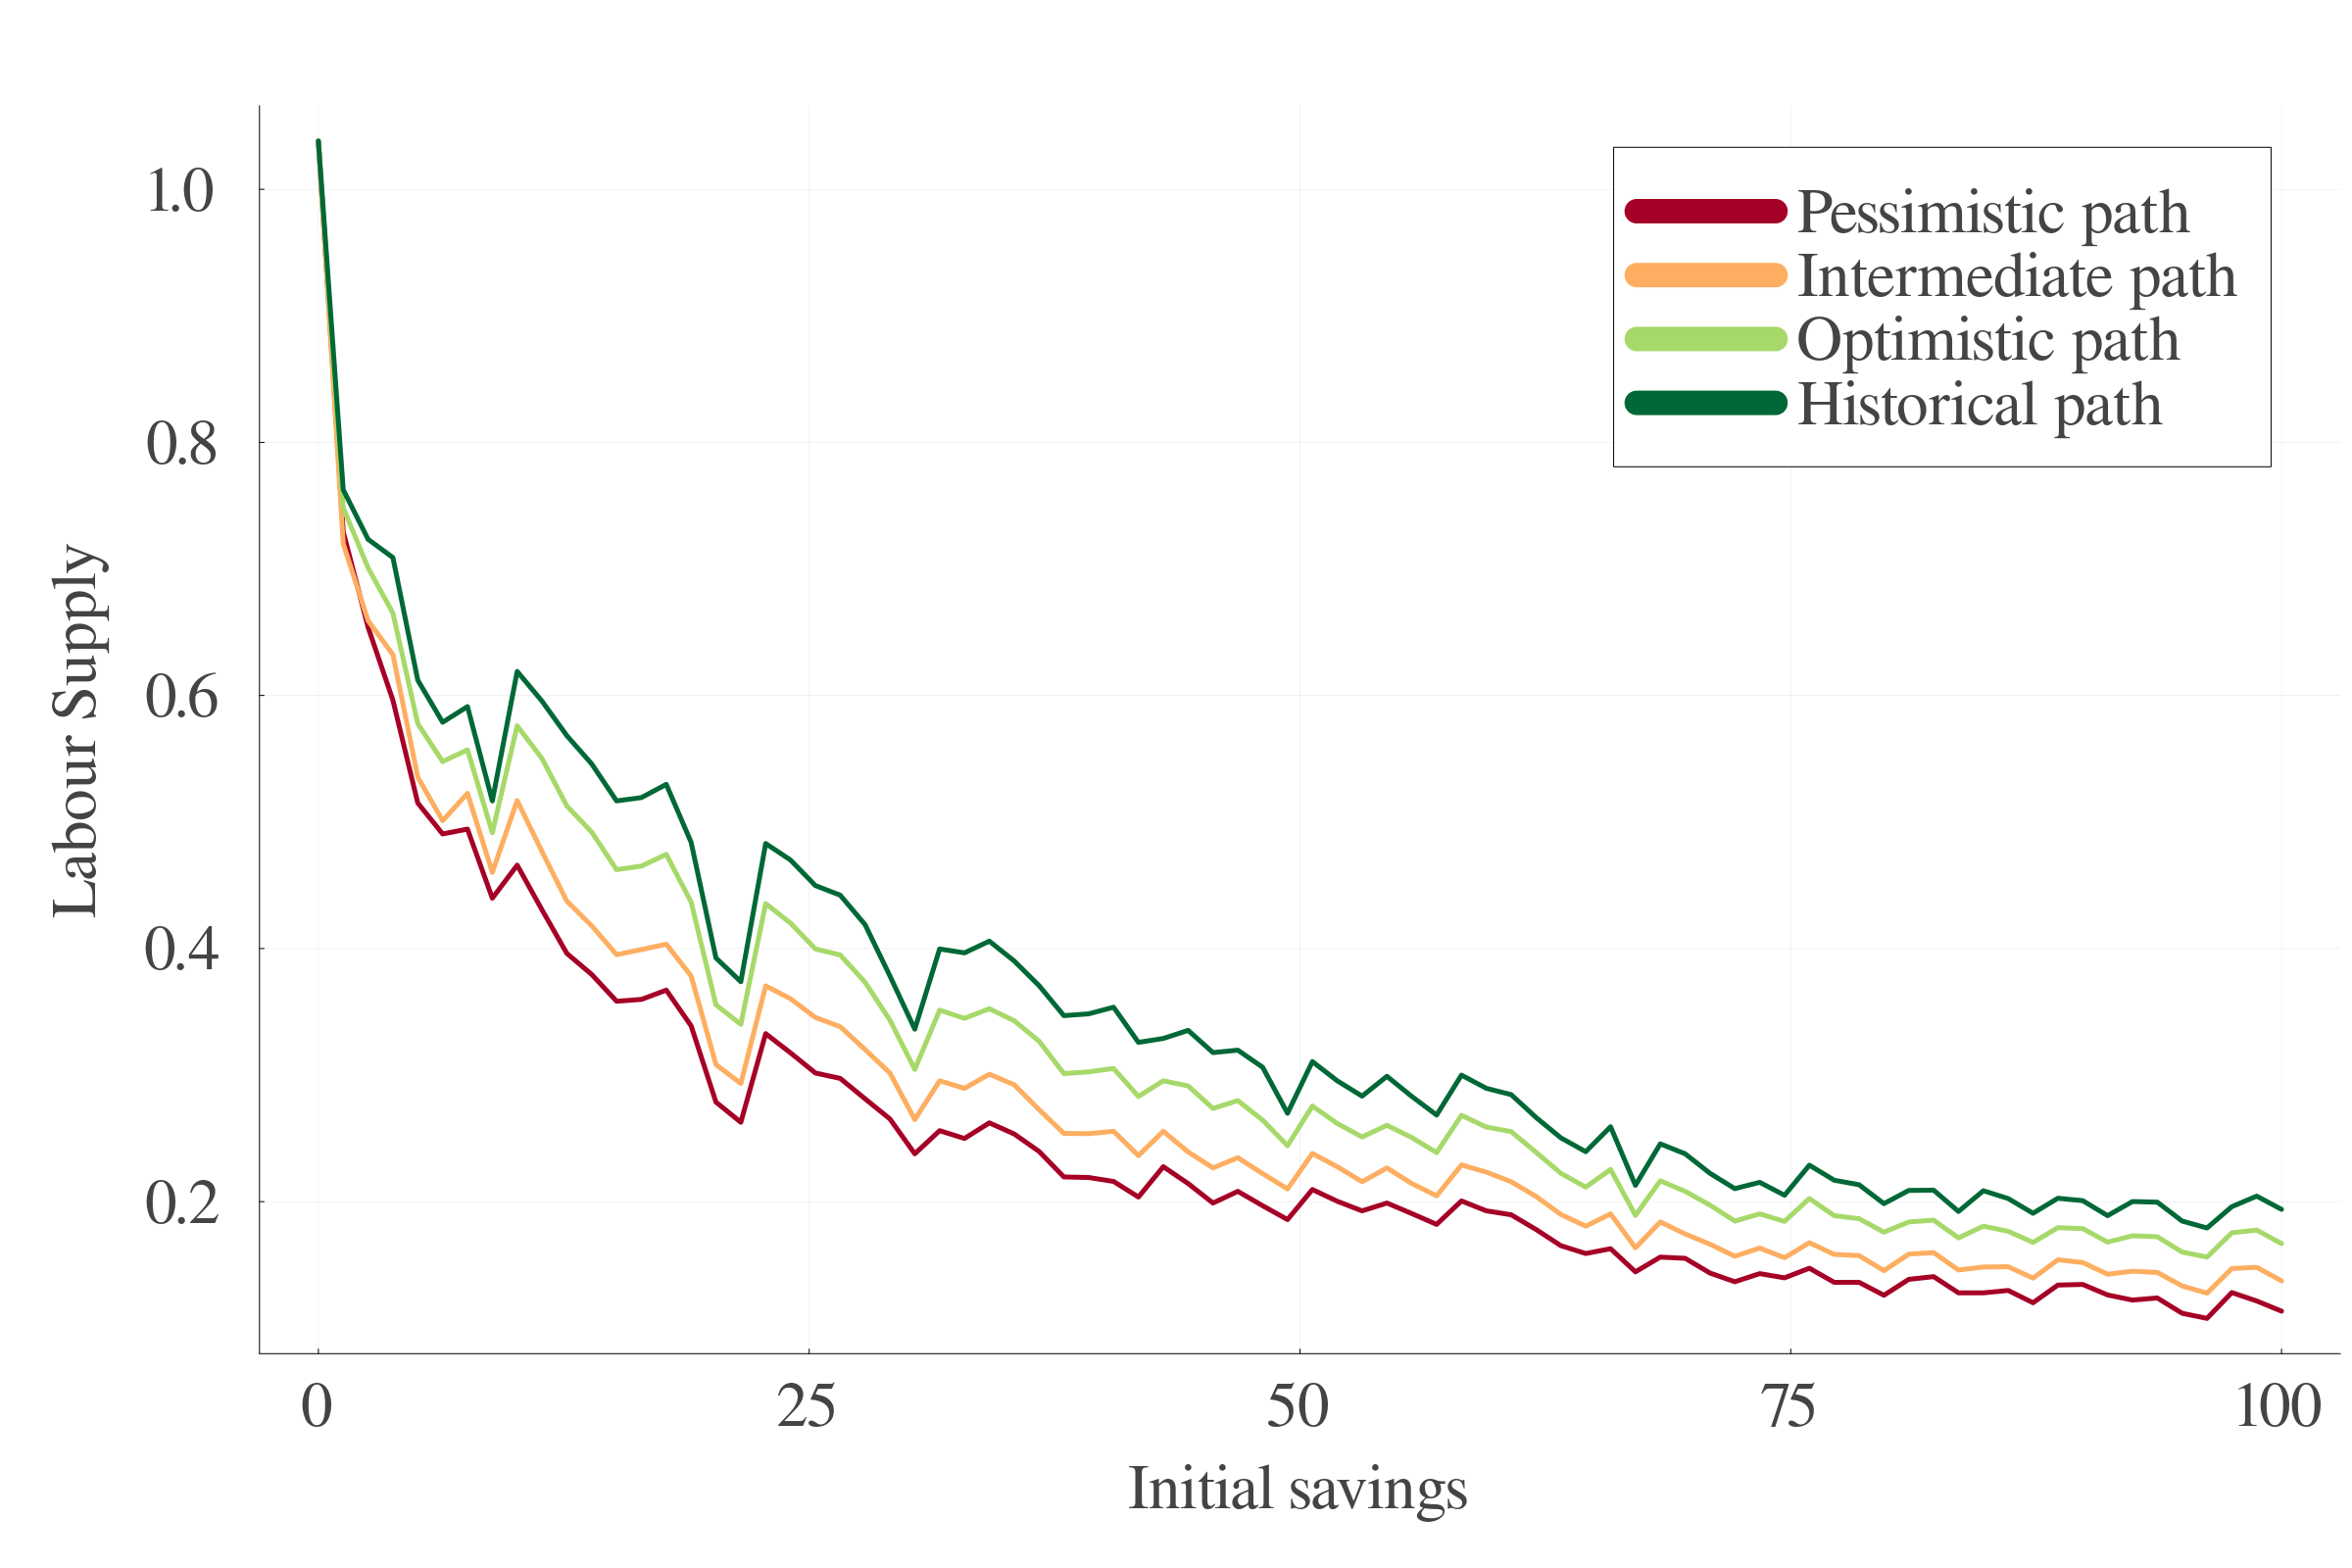 1.0
0.8
0.6
0.4
0.2
Labour Supply
Pessimistic path
Intermediate path
Optimistic path
Historical path
0 25 50 75 100
Initial savings